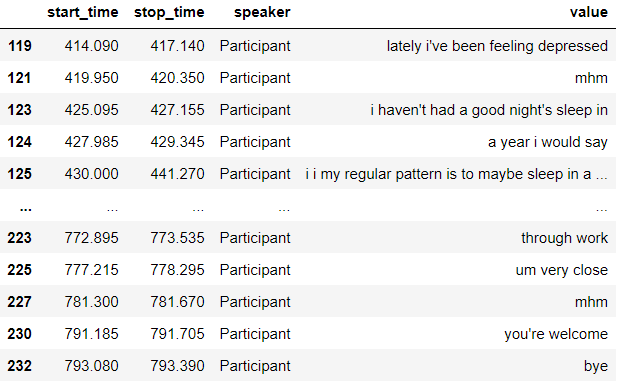 start_time stop_time speaker value
119 414.090 417.140 Participant lately i've been feeling depressed
121 419.950 420.350 Participant mhm
123 425.095 427.155 Participant i haven't had a good night's sleep in
124 427.985 429.345 Participant a year i would say
125 430.000 441.270 Participant i i my regular pattern is to maybe sleep in a ...
... ... ... ... ...
223 772.895 773.535 Participant through work
225 777.215 778.295 Participant um very close
227 781.300 781.670 Participant mhm
230 791.185 791.705 Participant you're welcome
232 793.080 793.390 Participant bye